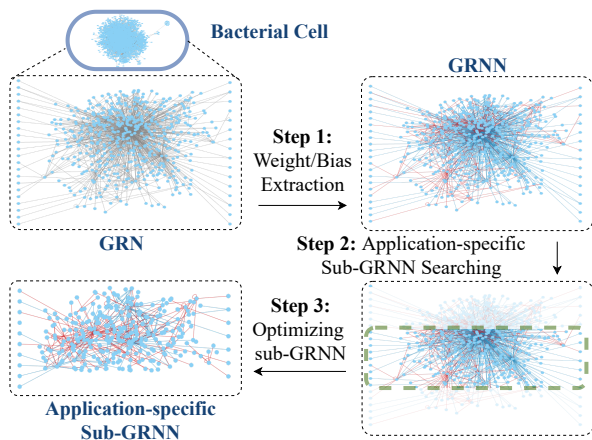 Bacterial Cell
GRN
Step 1:
Weight/Bias
Extraction
GRNN
Step 2: Application-specific
Sub-GRNN Searching
Step 3:
Optimizing
sub-GRNN
Application-specific
Sub-GRNN